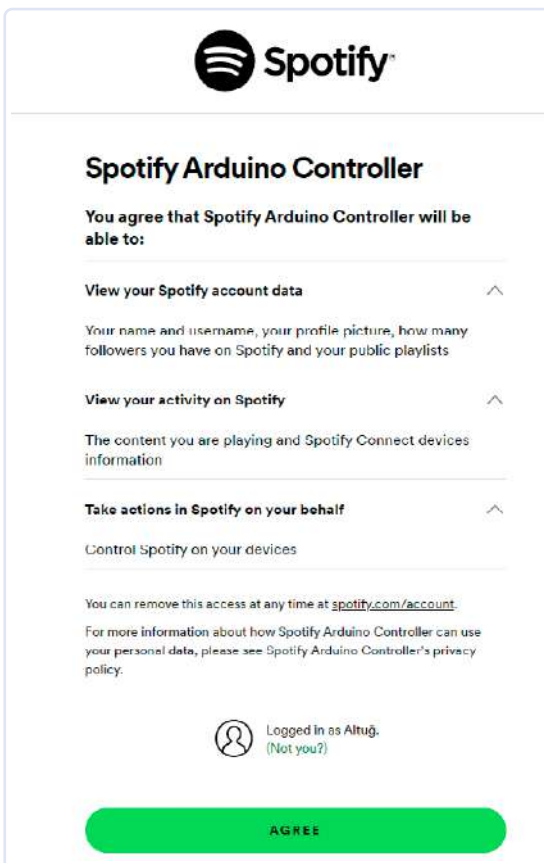 Spotify
Spotify Arduino Controller
You agree that Spotify Arduino Controller will be
able to:
View your Spotify account data
Your name and username, your profile picture, how many
followers you have on Spotify and your public playlists
View your activity on Spotify
The content you are playing and Spotify Connect devices
information
Take actions in Spotify on your behalf
Control Spotify on your devices
You can remove this access at any time at spotify.com/account.
For more information about how Spotify Arduino Controller can use
your personal data, please see Spotify Arduino Controller's privacy
policy.
Logged in as Altuğ.
(Not you?)
AGREE